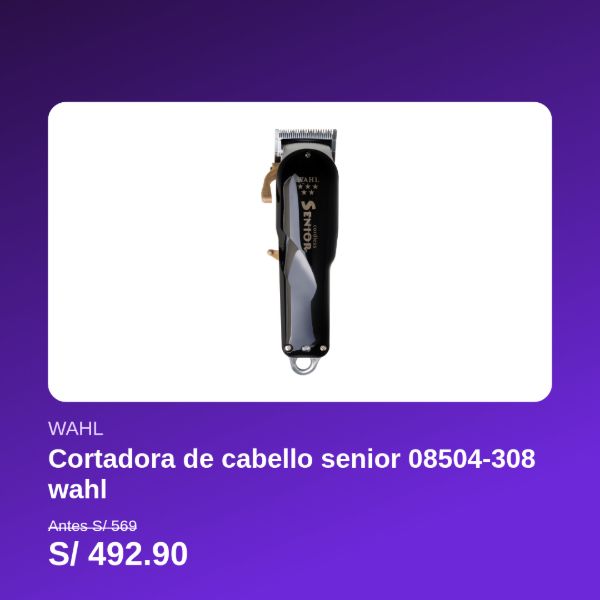 WAHL
SENIOR
cordless
WAHL
Cortadora de cabello senior 08504-308
wahl
Antes S/ 569
S/ 492.90